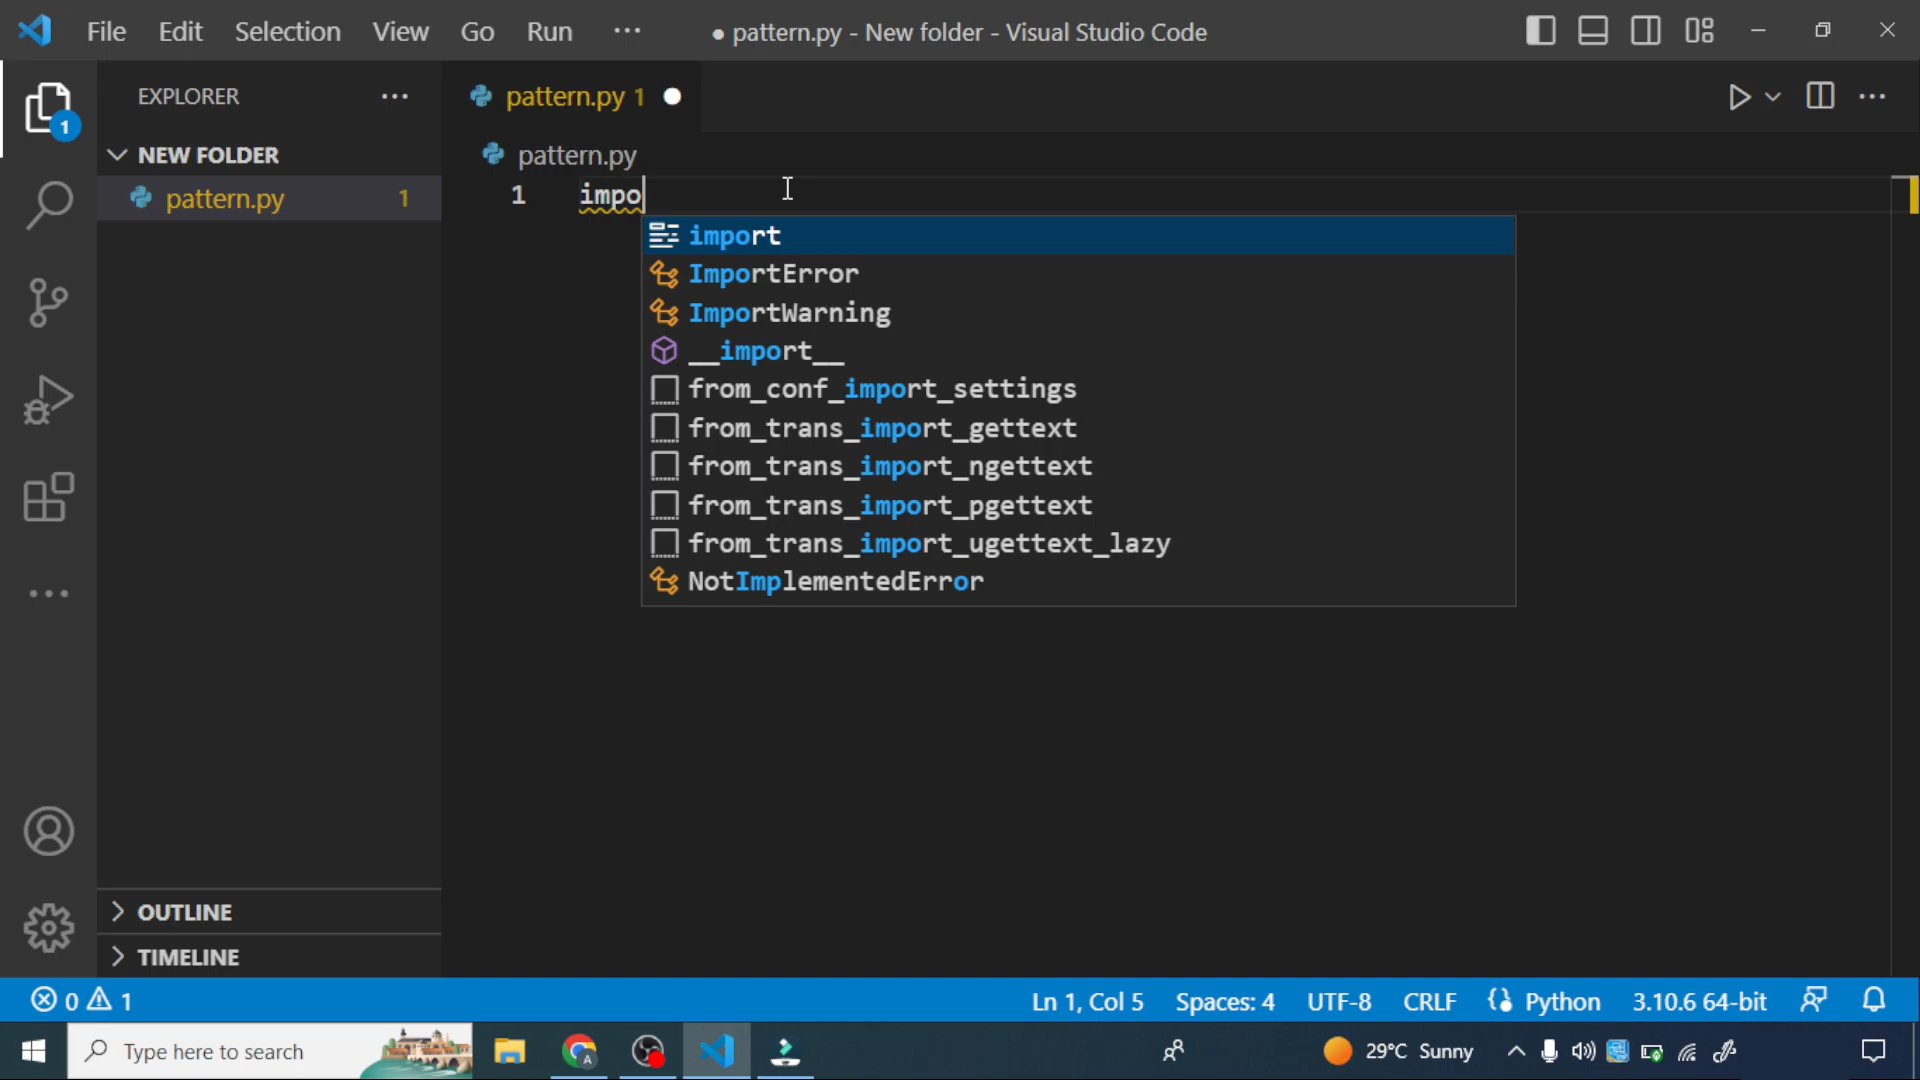 File Edit Selection View Go Run ··· ● pattern.py - New folder - Visual Studio Code
EXPLORER ···
pattern.py 1 ●
1
NEW FOLDER
pattern.py
pattern.py 1
1 impo
import
ImportError
ImportWarning
__import__
from_conf_import_settings
from_trans_import_gettext
from_trans_import_ngettext
from_trans_import_pgettext
from_trans_import_ugettext_lazy
NotImplementedError
OUTLINE
TIMELINE
0 1 Ln 1, Col 5 Spaces: 4 UTF-8 CRLF Python 3.10.6 64-bit
Type here to search A 29°C Sunny